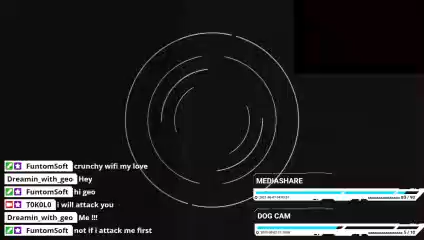 FuntomSoft crunchy wifi my love
Dreamin_with_geo Hey
FuntomSoft hi geo
T0K0L0 i will attack you
Dreamin_with_geo Me !!!
FuntomSoft not if i attack me first
MEDIASHARE
DOG CAM